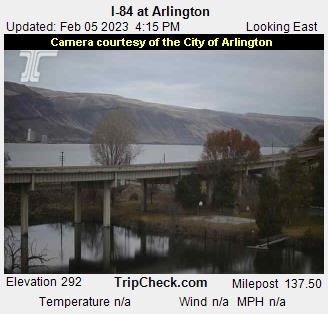 I-84 at Arlington
Updated: Feb 05 2023 4:15 PM Looking East
Camera courtesy of the City of Arlington
Elevation 292 TripCheck.com Milepost 137.50
Temperature n/a Wind n/a MPH n/a